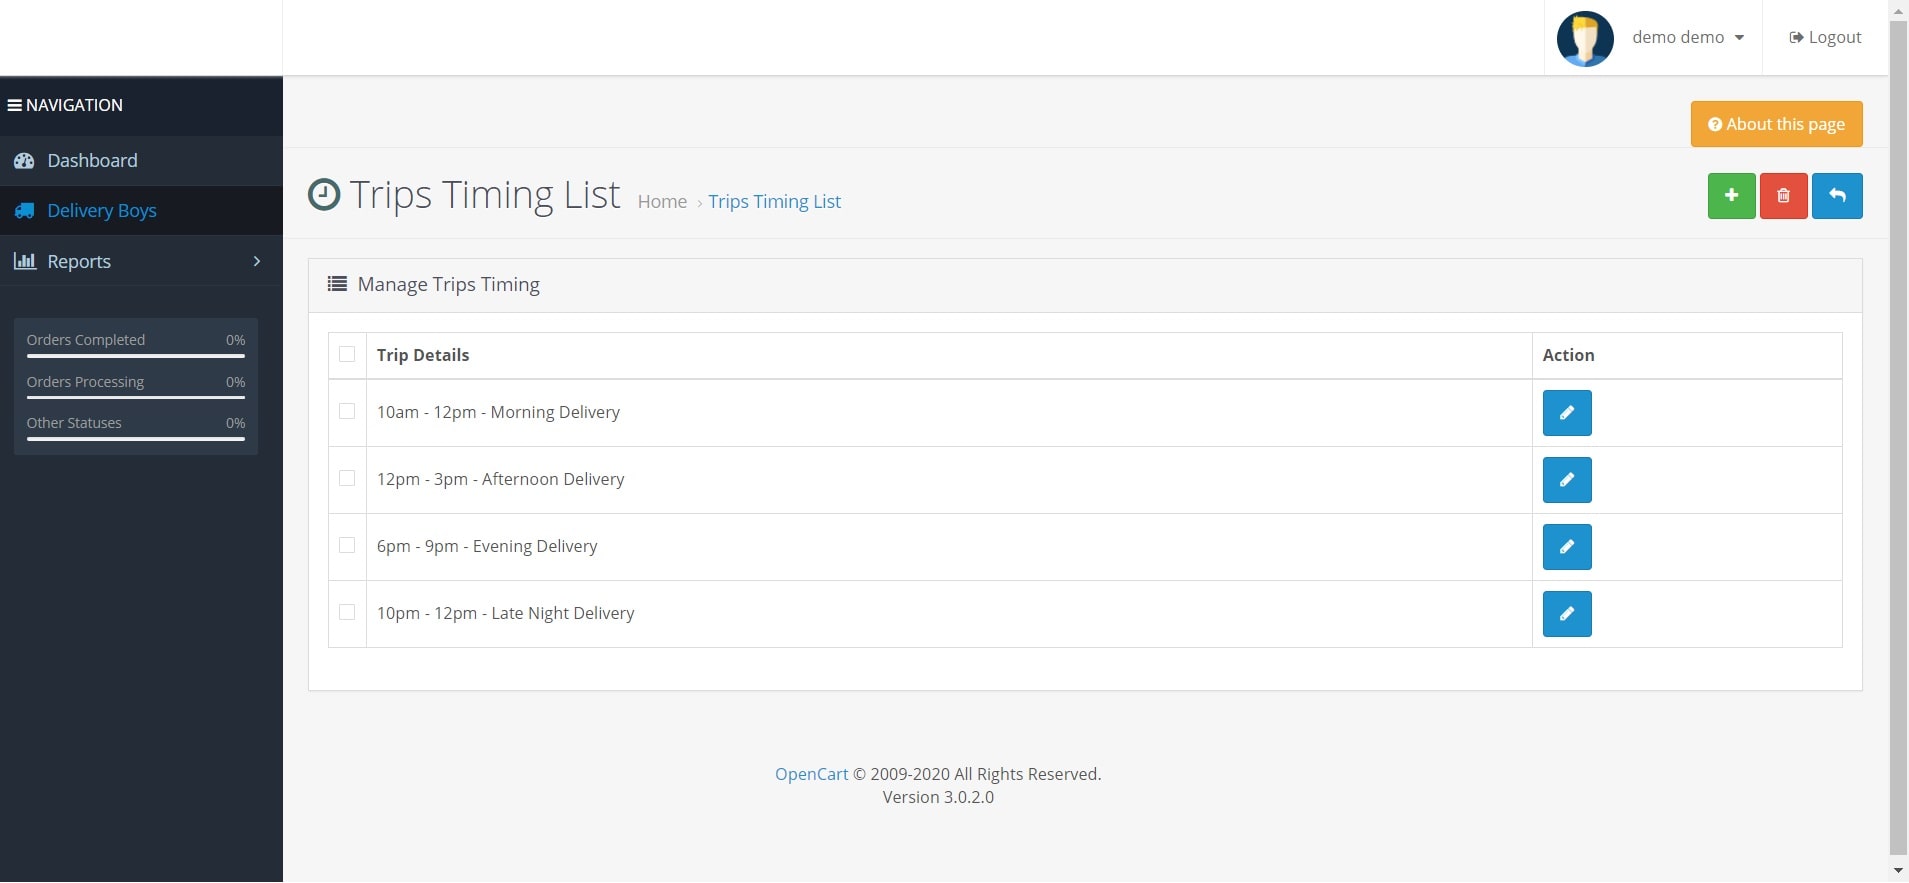 demo demo
Logout
NAVIGATION
Dashboard
Delivery Boys
Reports
Orders Completed 0%
Orders Processing 0%
Other Statuses 0%
About this page
Trips Timing List
Home › Trips Timing List
Manage Trips Timing
Trip Details Action
10am - 12pm - Morning Delivery
12pm - 3pm - Afternoon Delivery
6pm - 9pm - Evening Delivery
10pm - 12pm - Late Night Delivery
OpenCart © 2009-2020 All Rights Reserved.
Version 3.0.2.0